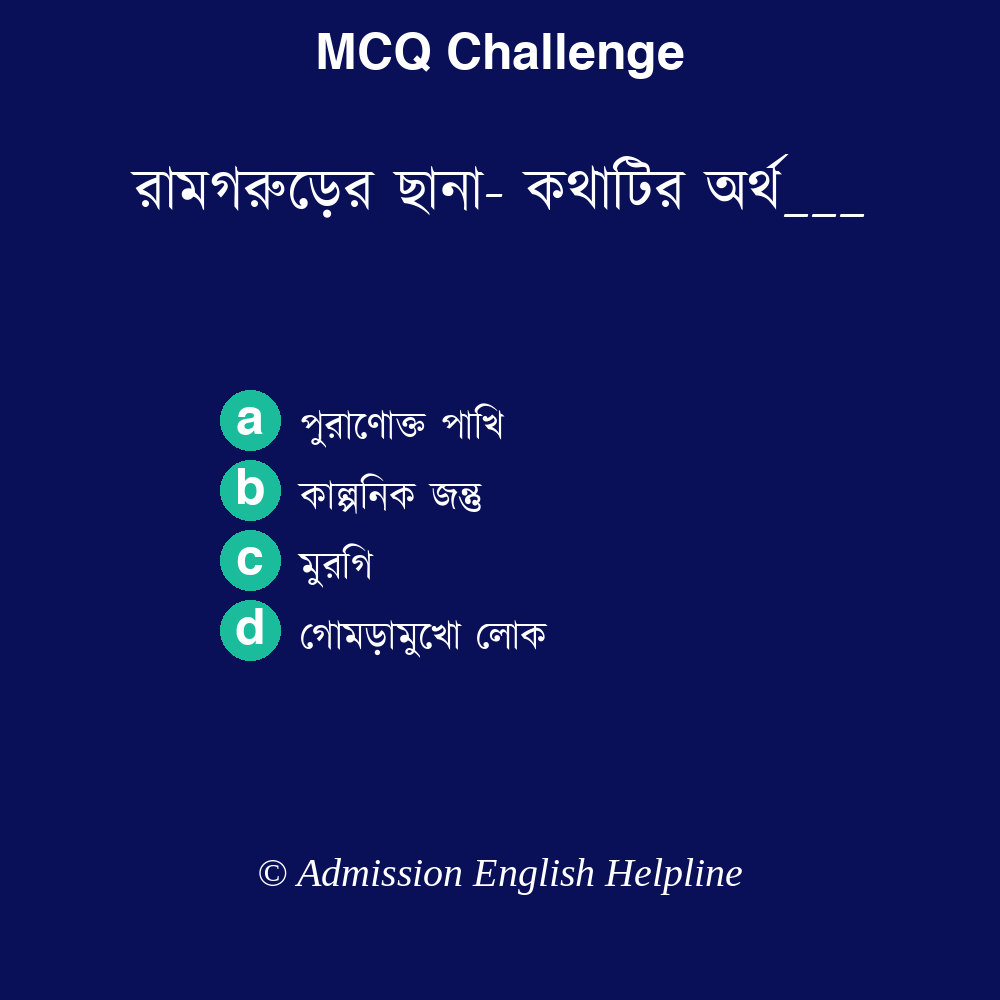 MCQ Challenge
রামগরুড়ের ছানা- কথাটির অর্থ___
a পুরাণোক্ত পাখি
b কাল্পনিক জন্তু
c মুরগি
d গোমড়ামুখো লোক
© Admission English Helpline